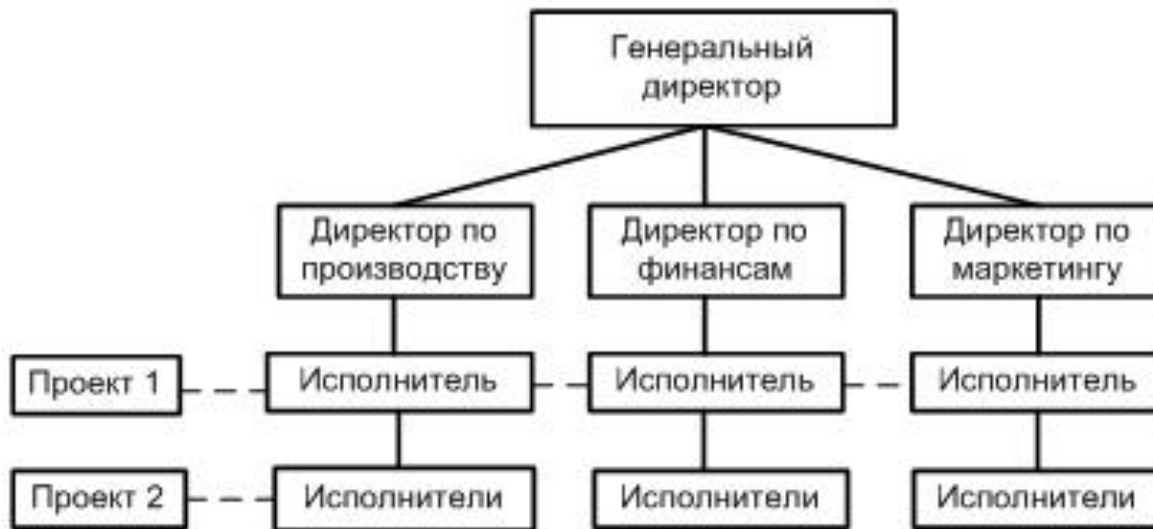 Генеральный
директор
Директор по
производству
Директор по
финансам
Директор по
маркетингу
Проект 1
Исполнитель
Исполнитель
Исполнитель
Проект 2
Исполнители
Исполнители
Исполнители